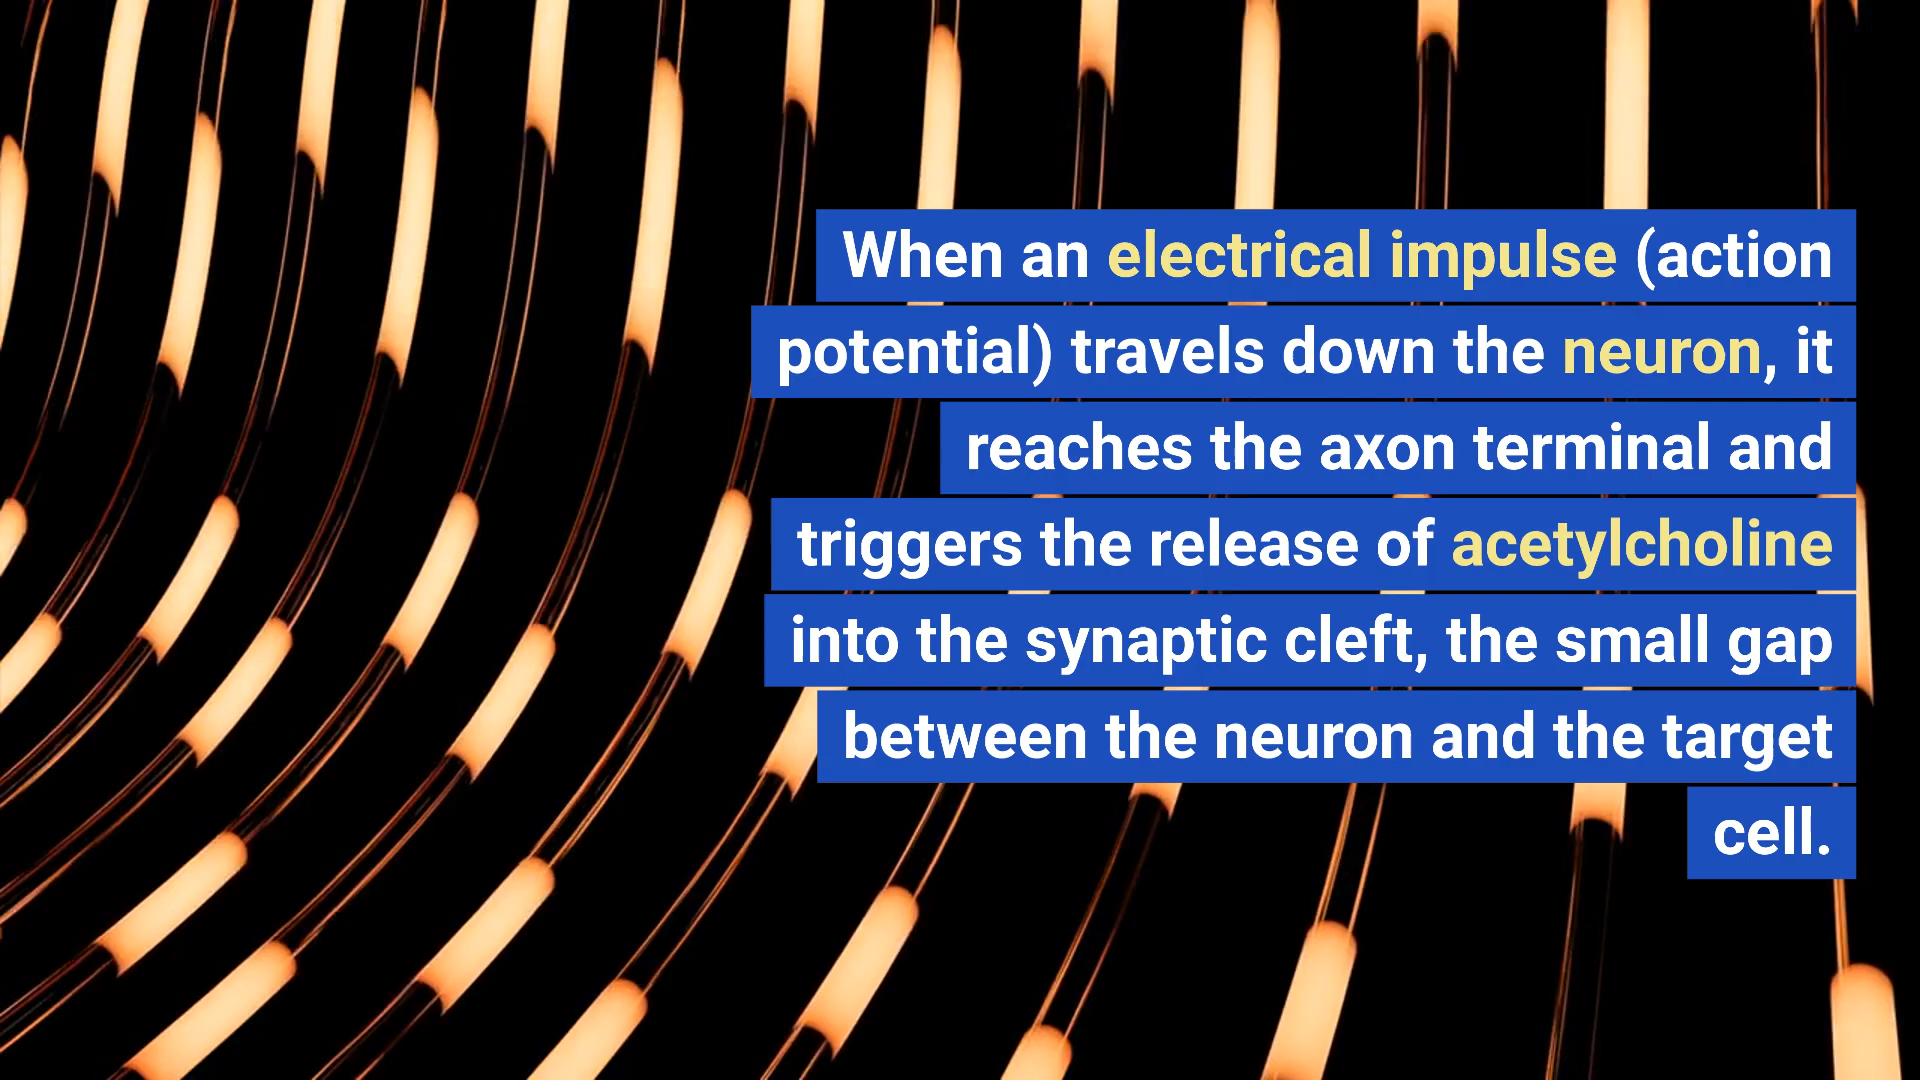 When an electrical impulse (action
potential) travels down the neuron, it
reaches the axon terminal and
triggers the release of acetylcholine
into the synaptic cleft, the small gap
between the neuron and the target
cell.